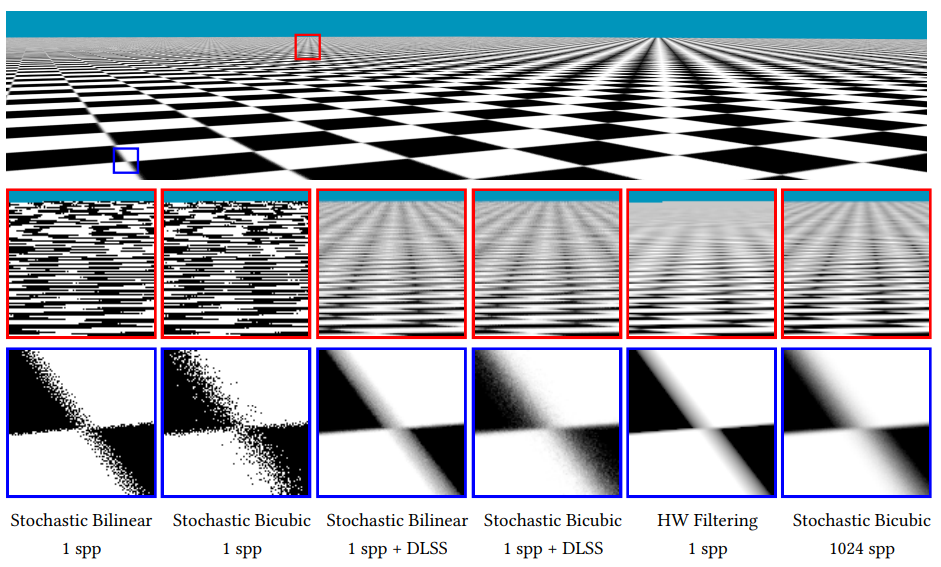 Stochastic Bilinear Stochastic Bicubic Stochastic Bilinear Stochastic Bicubic HW Filtering Stochastic Bicubic
1 spp 1 spp 1 spp + DLSS 1 spp + DLSS 1 spp 1024 spp